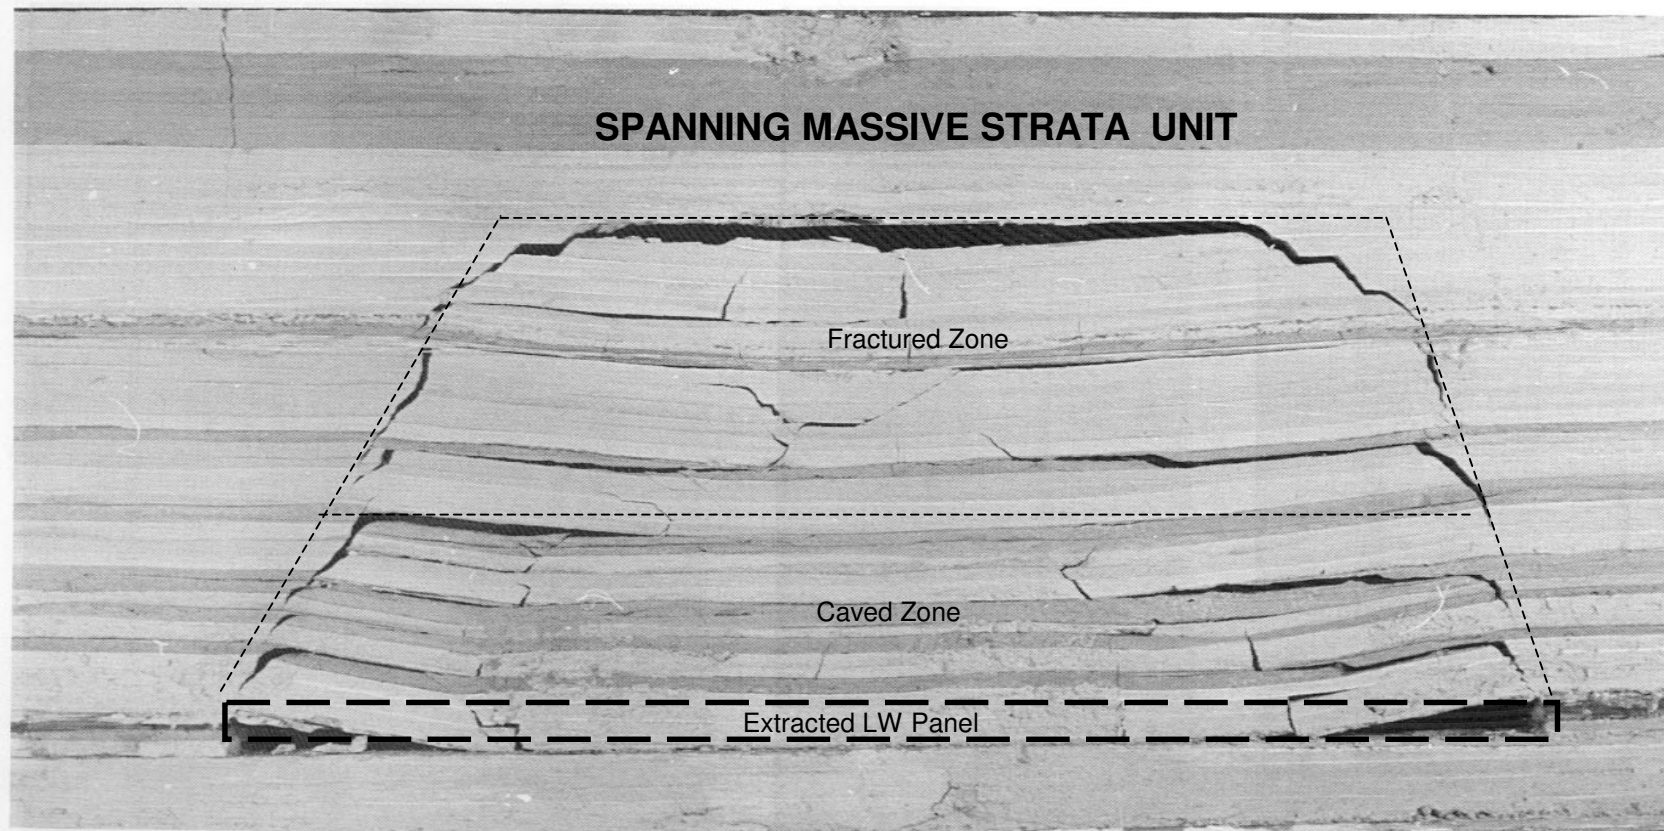 SPANNING MASSIVE STRATA UNIT
Fractured Zone
Caved Zone
Extracted LW Panel